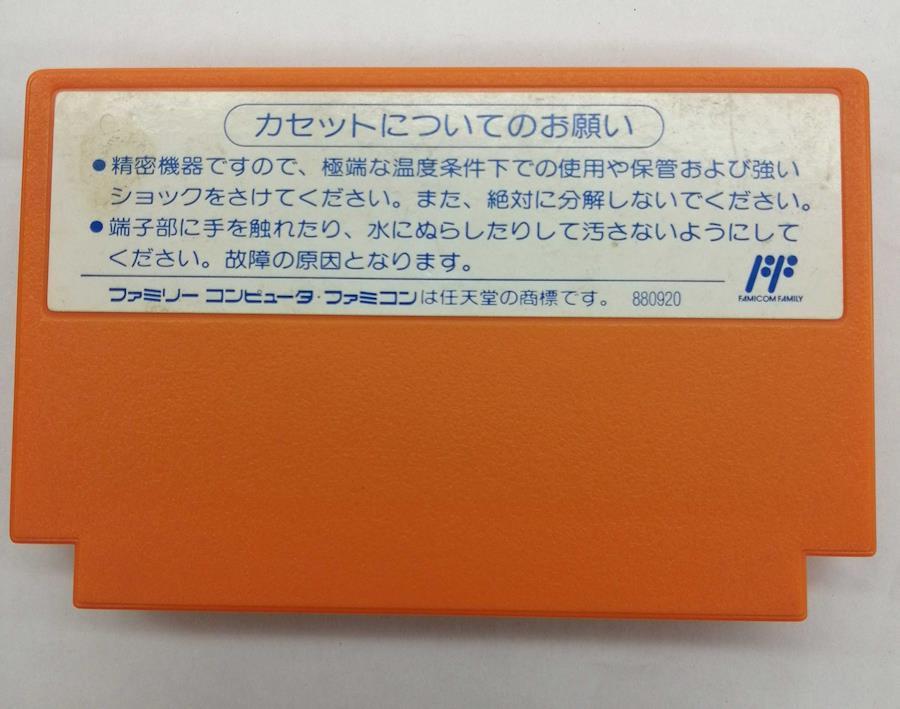 カセットについてのお願い
●精密機器ですので、極端な温度条件下での使用や保管および強い
ショックをさけてください。また、絶対に分解しないでください。
●端子部に手を触れたり、水にぬらしたりして汚さないようにして
ください。故障の原因となります。
FAMICOM FAMILY
ファミリー コンピュータ・ファミコンは任天堂の商標です。 880920